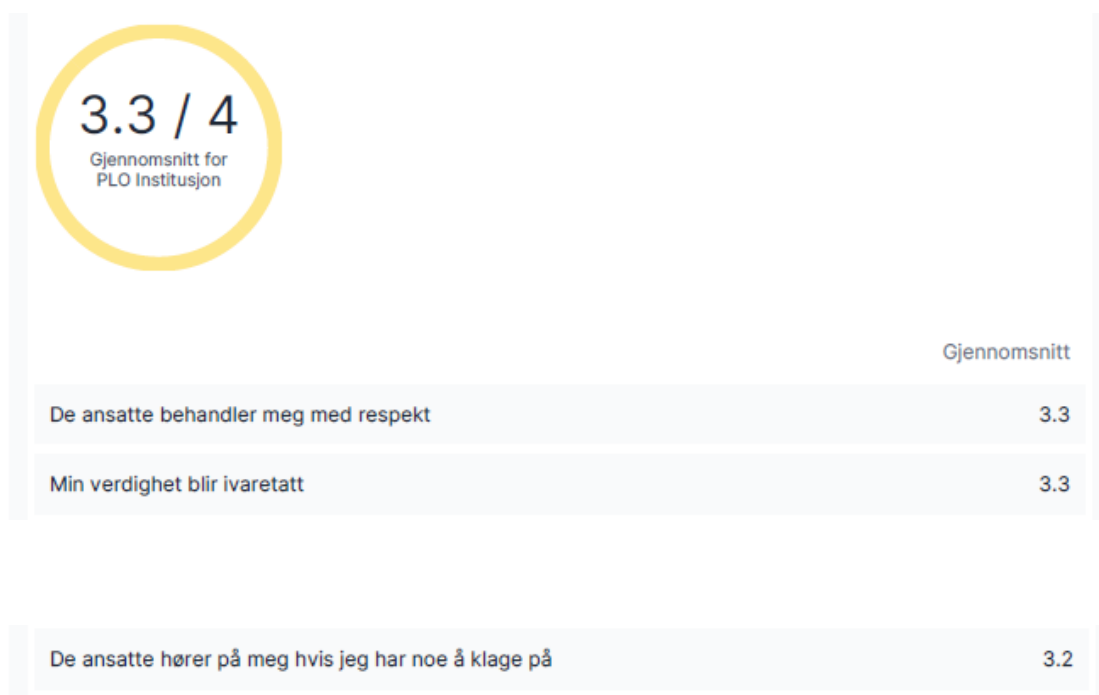 3.3 / 4
Gjennomsnitt for
PLO Institusjon
Gjennomsnitt
De ansatte behandler meg med respekt 3.3
Min verdighet blir ivaretatt 3.3
De ansatte hører på meg hvis jeg har noe å klage på 3.2